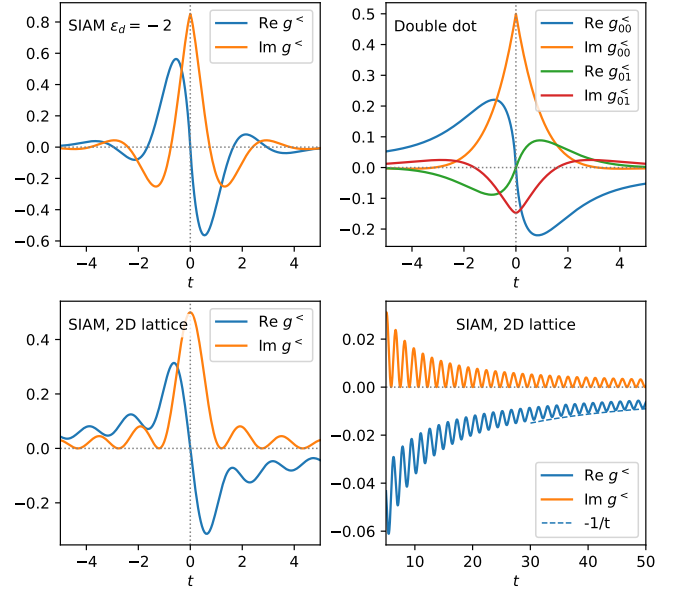 SIAM ε_d = −2
Re g^<
Im g^<
0.8
0.6
0.4
0.2
0.0
−0.2
−0.4
−0.6
−4 −2 0 2 4
t
Double dot
Re g_00^<
Im g_00^<
Re g_01^<
Im g_01^<
0.5
0.4
0.3
0.2
0.1
0.0
−0.1
−0.2
−4 −2 0 2 4
t
SIAM, 2D lattice
Re g^<
Im g^<
0.4
0.2
0.0
−0.2
−4 −2 0 2 4
t
SIAM, 2D lattice
0.02
0.00
−0.02
−0.04
−0.06
Re g^<
Im g^<
-1/t
10 20 30 40 50
t